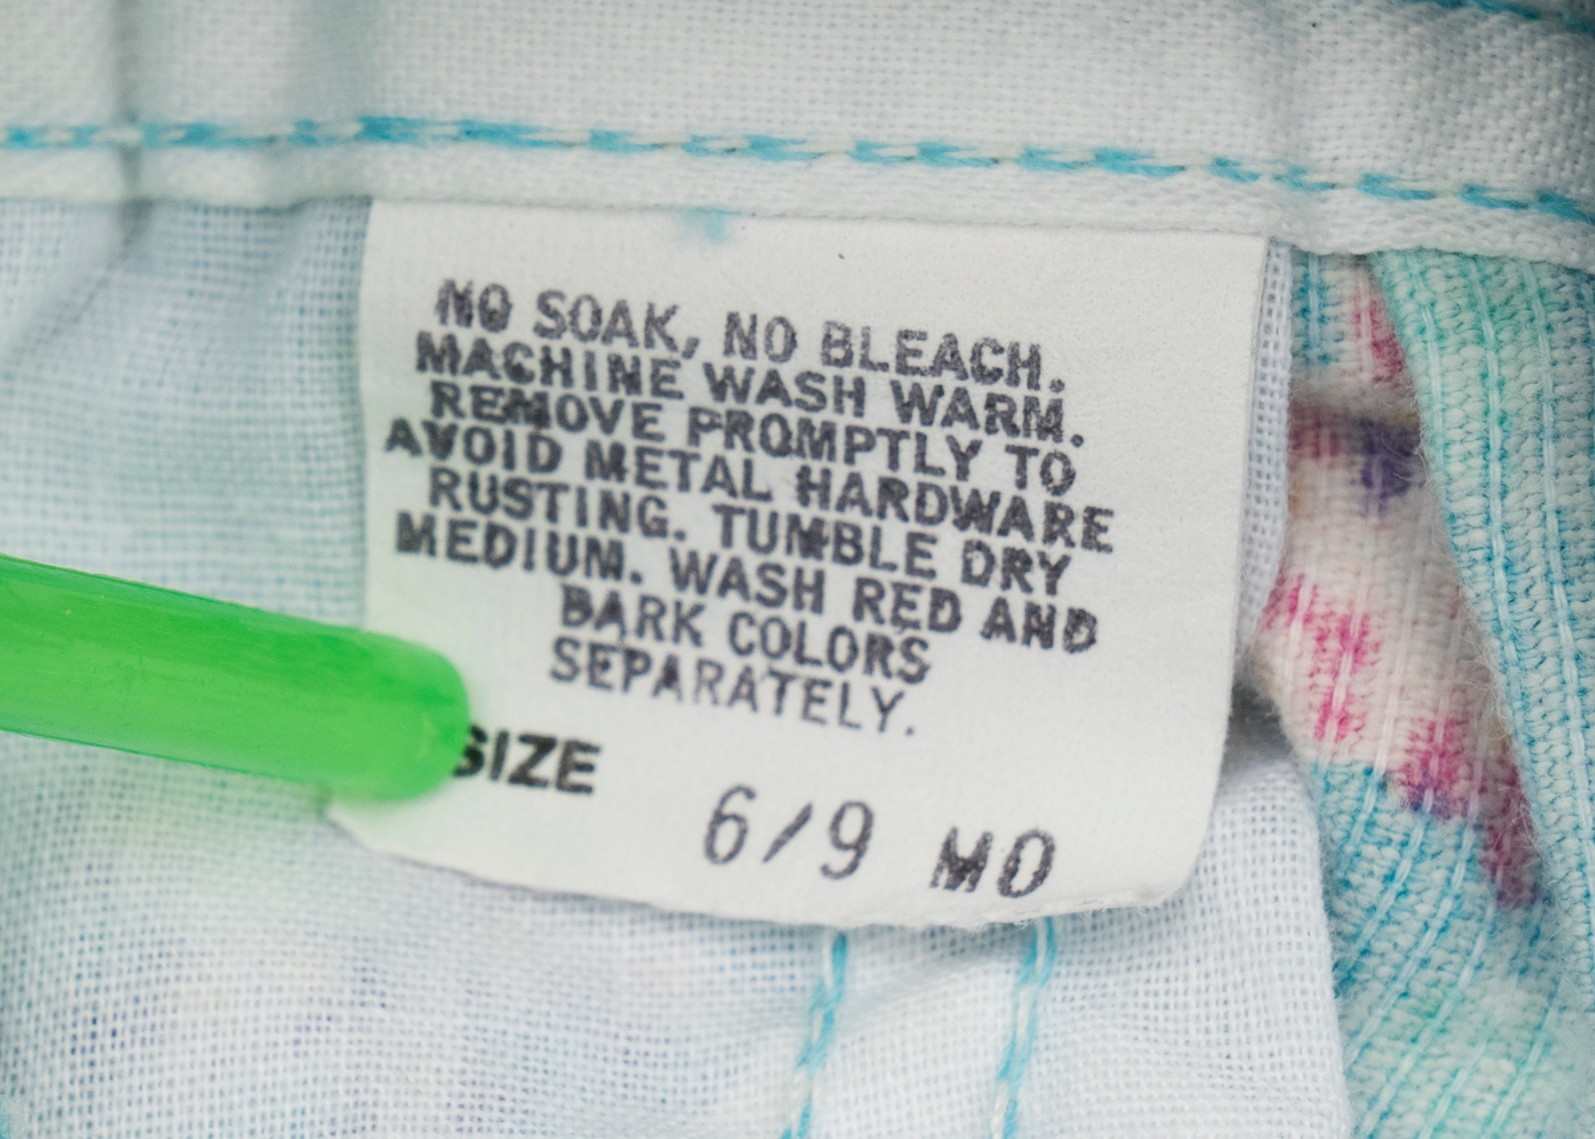 NO SOAK, NO BLEACH.
MACHINE WASH WARM.
REMOVE PROMPTLY TO
AVOID METAL HARDWARE
RUSTING. TUMBLE DRY
MEDIUM. WASH RED AND
BARK COLORS
SEPARATELY.
SIZE
6/9 MO